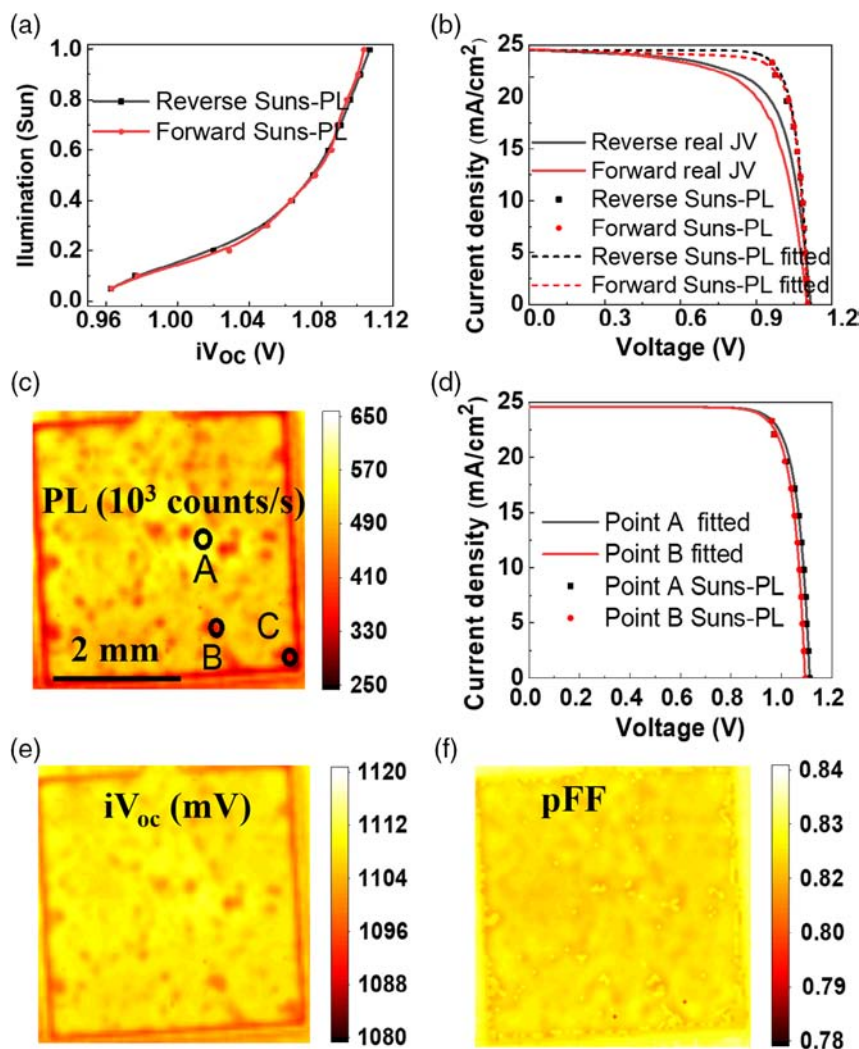 (a)
1.0
0.8
0.6
0.4
0.2
0.0
Illumination (Sun)
Reverse Suns-PL
Forward Suns-PL
0.96 1.00 1.04 1.08 1.12
iVOC (V)
(b)
25
20
15
10
5
0
Current density (mA/cm2)
Reverse real JV
Forward real JV
Reverse Suns-PL
Forward Suns-PL
Reverse Suns-PL fitted
Forward Suns-PL fitted
0.0 0.3 0.6 0.9 1.2
Voltage (V)
(c)
PL (10³ counts/s)
A
B
C
2 mm
650
570
490
410
330
250
(d)
25
20
15
10
5
0
Current density (mA/cm2)
Point A fitted
Point B fitted
Point A Suns-PL
Point B Suns-PL
0.0 0.2 0.4 0.6 0.8 1.0 1.2
Voltage (V)
(e)
iVoc (mV)
1120
1112
1104
1096
1088
1080
(f)
pFF
0.84
0.83
0.82
0.80
0.79
0.78